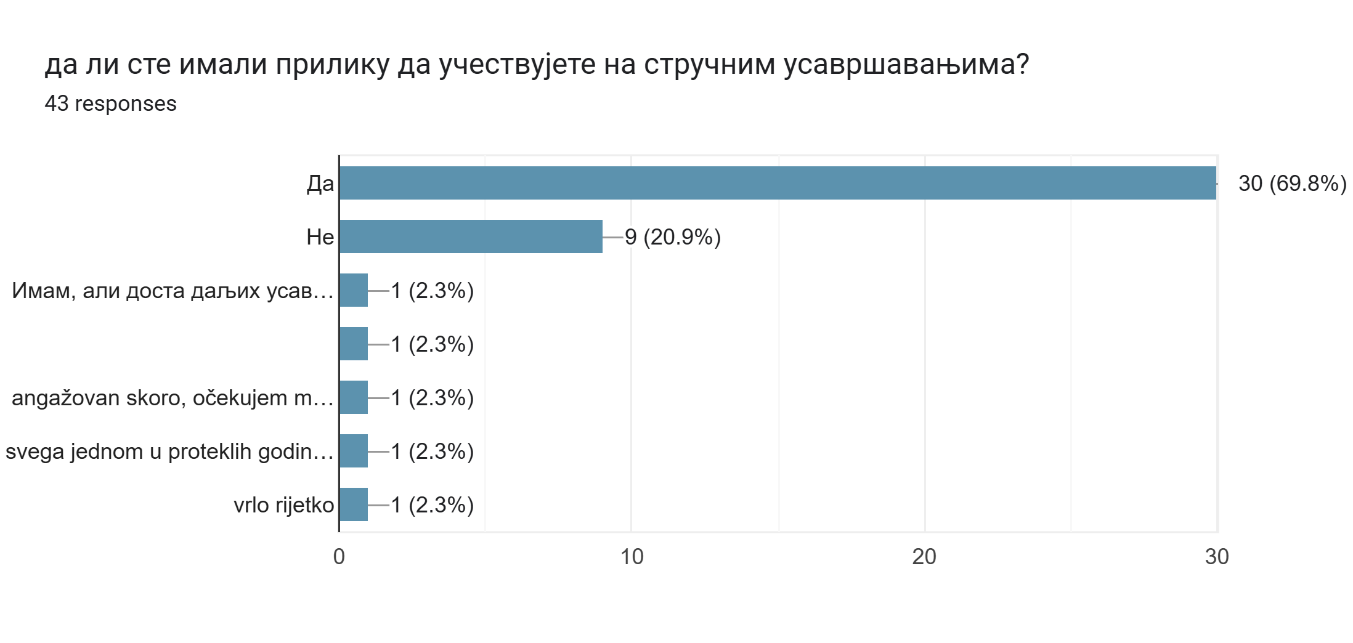 да ли сте имали прилику да учествујете на стручним усавршавањима?
43 responses
Да 30 (69.8%)
Не 9 (20.9%)
Имам, али доста даљих усав… 1 (2.3%)
1 (2.3%)
angažovan skoro, očekujem m… 1 (2.3%)
svega jednom u proteklih godin… 1 (2.3%)
vrlo rijetko 1 (2.3%)
0 10 20 30